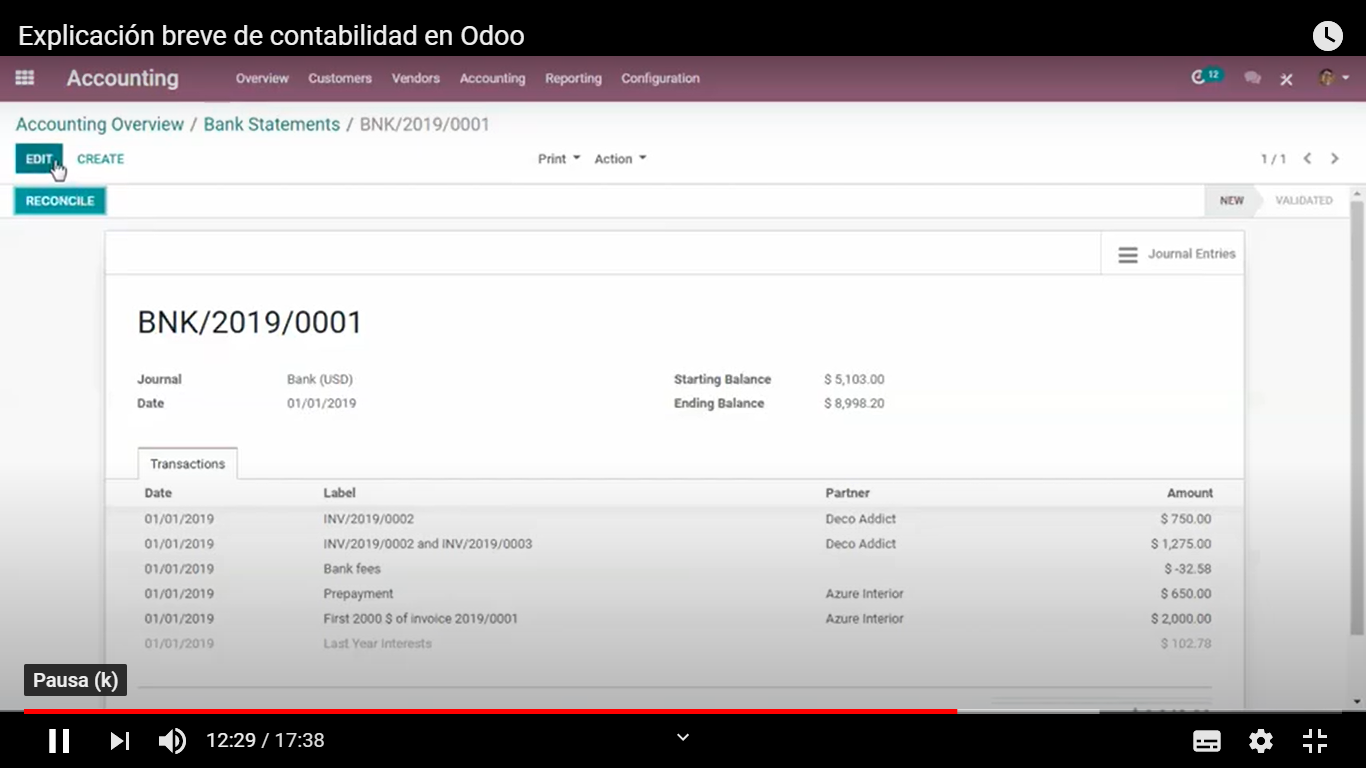 Explicación breve de contabilidad en Odoo
Accounting Overview Customers Vendors Accounting Reporting Configuration 12
Accounting Overview / Bank Statements / BNK/2019/0001
EDIT CREATE Print Action 1 / 1
RECONCILE NEW VALIDATED
Journal Entries
BNK/2019/0001
Journal Bank (USD) Starting Balance $ 5,103.00
Date 01/01/2019 Ending Balance $ 8,998.20
Transactions
Date Label Partner Amount
01/01/2019 INV/2019/0002 Deco Addict $ 750.00
01/01/2019 INV/2019/0002 and INV/2019/0003 Deco Addict $ 1,275.00
01/01/2019 Bank fees $ -32.58
01/01/2019 Prepayment Azure Interior $ 650.00
01/01/2019 First 2000 $ of invoice 2019/0001 Azure Interior $ 2,000.00
01/01/2019 Last Year Interests $ 102.78
Pausa (k)
12:29 / 17:38